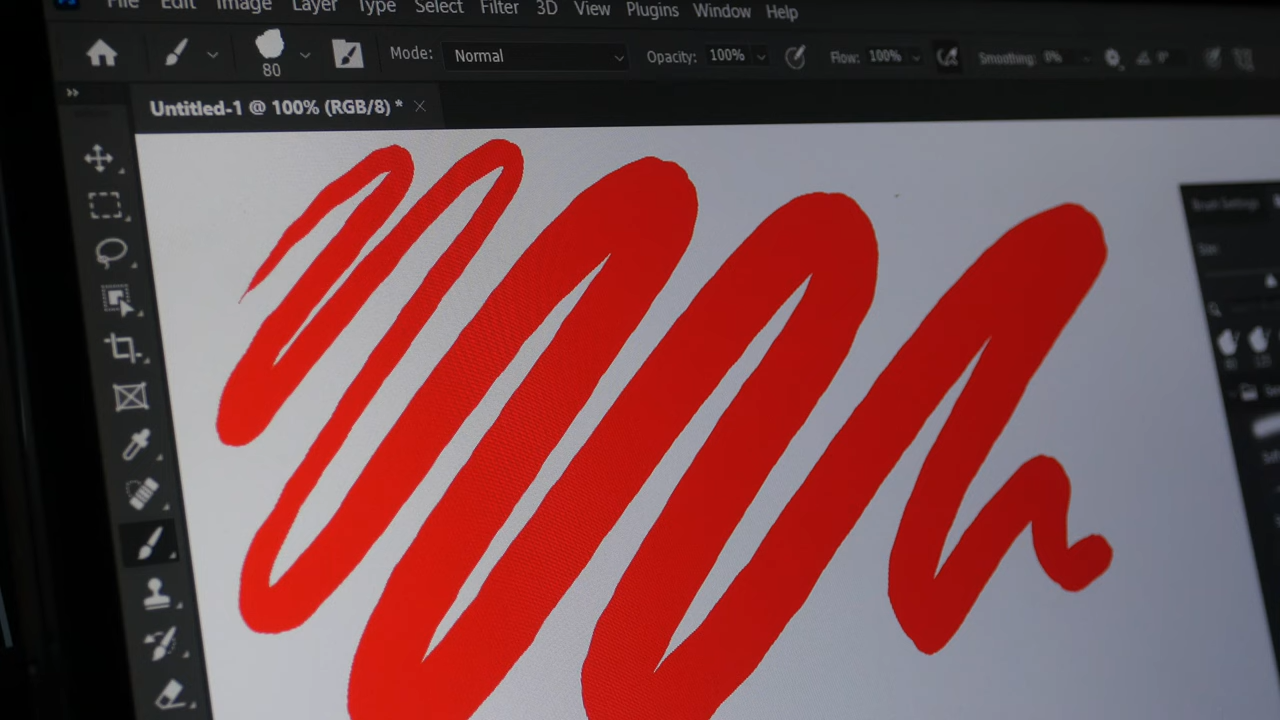 File Edit Image Layer Type Select Filter 3D View Plugins Window Help
80 Mode: Normal Opacity: 100% Flow: 100% Smoothing: 0% 0°
Untitled-1 @ 100% (RGB/8) *
Brush Settings